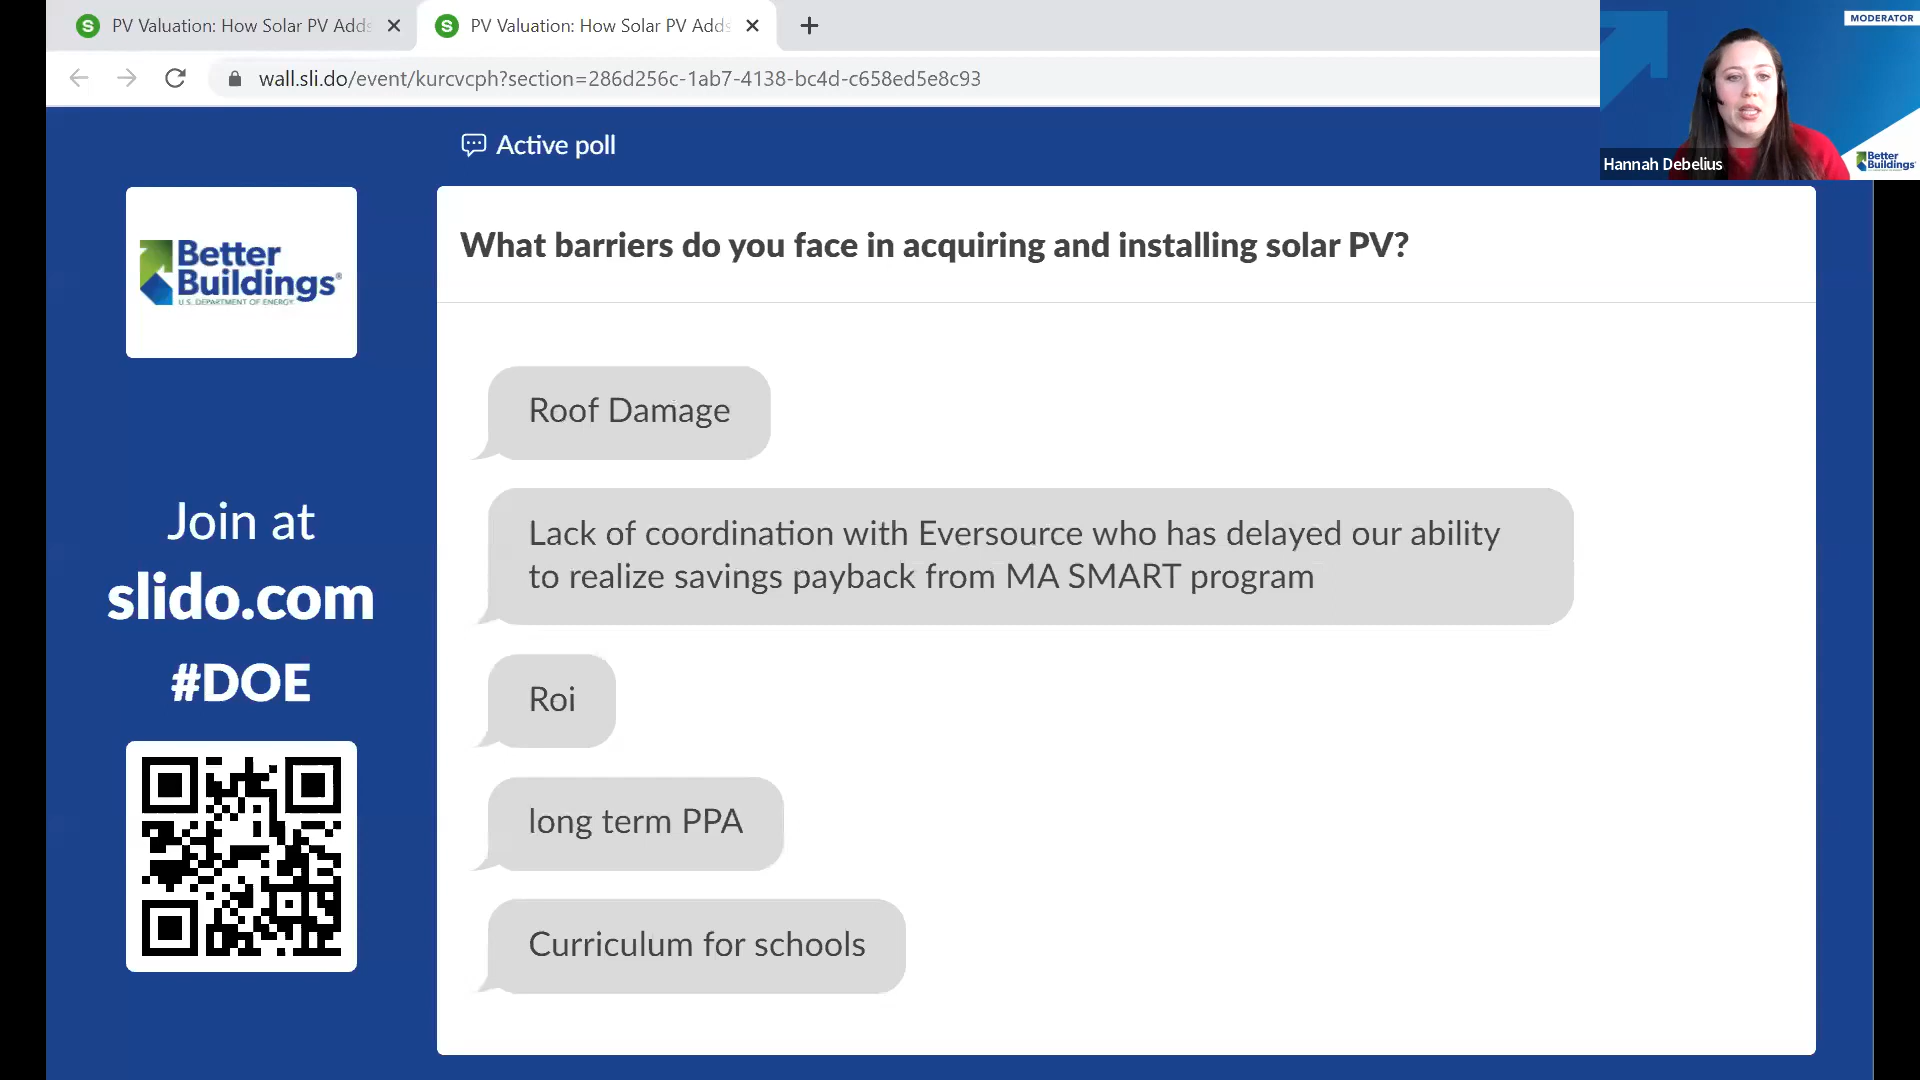 PV Valuation: How Solar PV Adds
PV Valuation: How Solar PV Adds
wall.sli.do/event/kurcvcph?section=286d256c-1ab7-4138-bc4d-c658ed5e8c93
MODERATOR
Hannah Debelius
Better
Buildings
Active poll
Better
Buildings®
U.S. DEPARTMENT OF ENERGY
Join at
slido.com
#DOE
What barriers do you face in acquiring and installing solar PV?
Roof Damage
Lack of coordination with Eversource who has delayed our ability
to realize savings payback from MA SMART program
Roi
long term PPA
Curriculum for schools